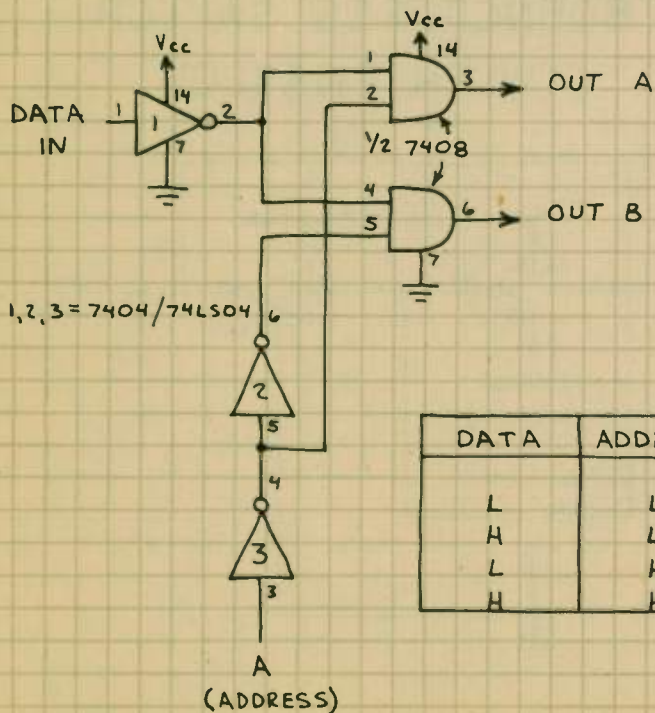 Vcc
Vcc
14
14
1
3
OUT A
DATA
IN
1
1
2
2
7
1/2 7408
4
6
OUT B
5
7
1,2,3=7404/74LS04
6
2
5
4
3
3
A
(ADDRESS)
DATA
L
L
H
L
L
H
H
H